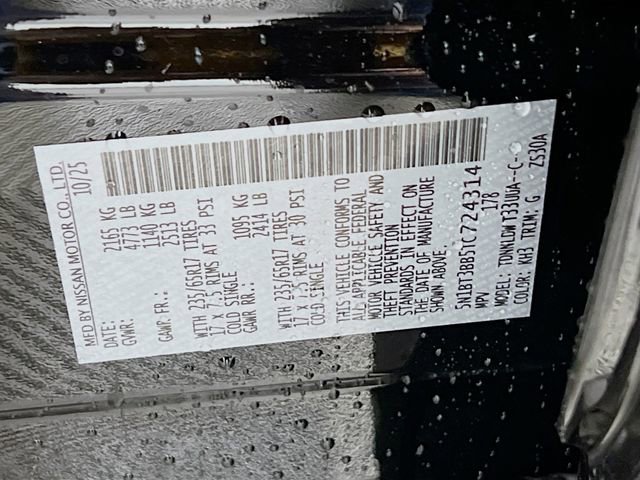 MFD BY NISSAN MOTOR CO., LTD.
DATE: 10/25
GVWR: 2165 KG
4773 LB
GAWR FR.: 1140 KG
2513 LB
WITH 235/65R17 TIRES
17 X 7.5 RIMS AT 33 PSI
COLD SINGLE
GAWR RR.: 1095 KG
2414 LB
WITH 235/65R17 TIRES
17 X 7.5 RIMS AT 30 PSI
COLD SINGLE
THIS VEHICLE CONFORMS TO
ALL APPLICABLE FEDERAL
MOTOR VEHICLE SAFETY AND
THEFT PREVENTION
STANDARDS IN EFFECT ON
THE DATE OF MANUFACTURE
SHOWN ABOVE.
5N1BT3BB5TC724314
MPV 178
MODEL: TDNNLDW T33UUA--C-
COLOR: KH3 TRIM: G ZS30A